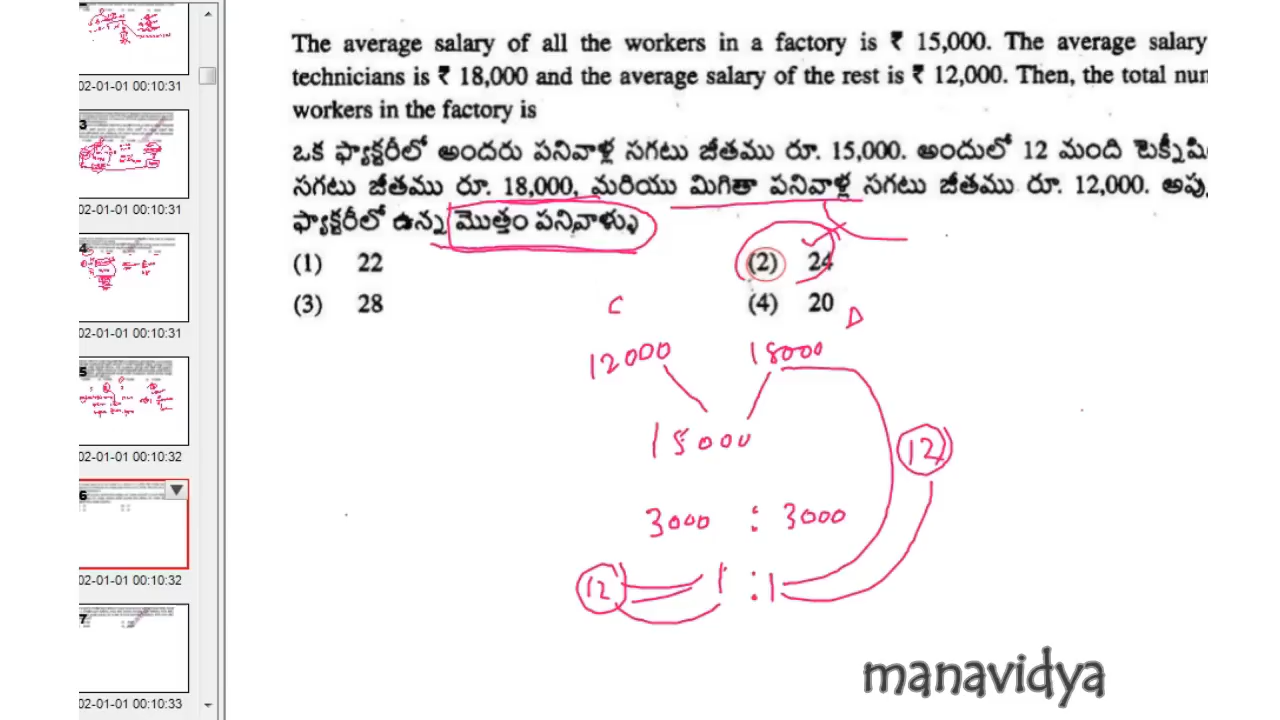 02-01-01 00:10:31
3
02-01-01 00:10:31
4
02-01-01 00:10:31
5
02-01-01 00:10:32
6
02-01-01 00:10:32
7
02-01-01 00:10:33
The average salary of all the workers in a factory is ₹ 15,000. The average salary
technicians is ₹ 18,000 and the average salary of the rest is ₹ 12,000. Then, the total
workers in the factory is
ఒక ఫ్యాక్టరీలో అందరు పనివాళ్ల సగటు జీతము రూ. 15,000. అందులో 12 మంది
సగటు జీతము రూ. 18,000, మరియు మిగితా పనివాళ్ల సగటు జీతము రూ. 12,000.
ఫ్యాక్టరీలో ఉన్న మొత్తం పనివాళ్ళు
(1) 22 (2) 24
(3) 28 (4) 20
C D
12000 18000
15000
12
3000 : 3000
12 1 : 1
manavidya